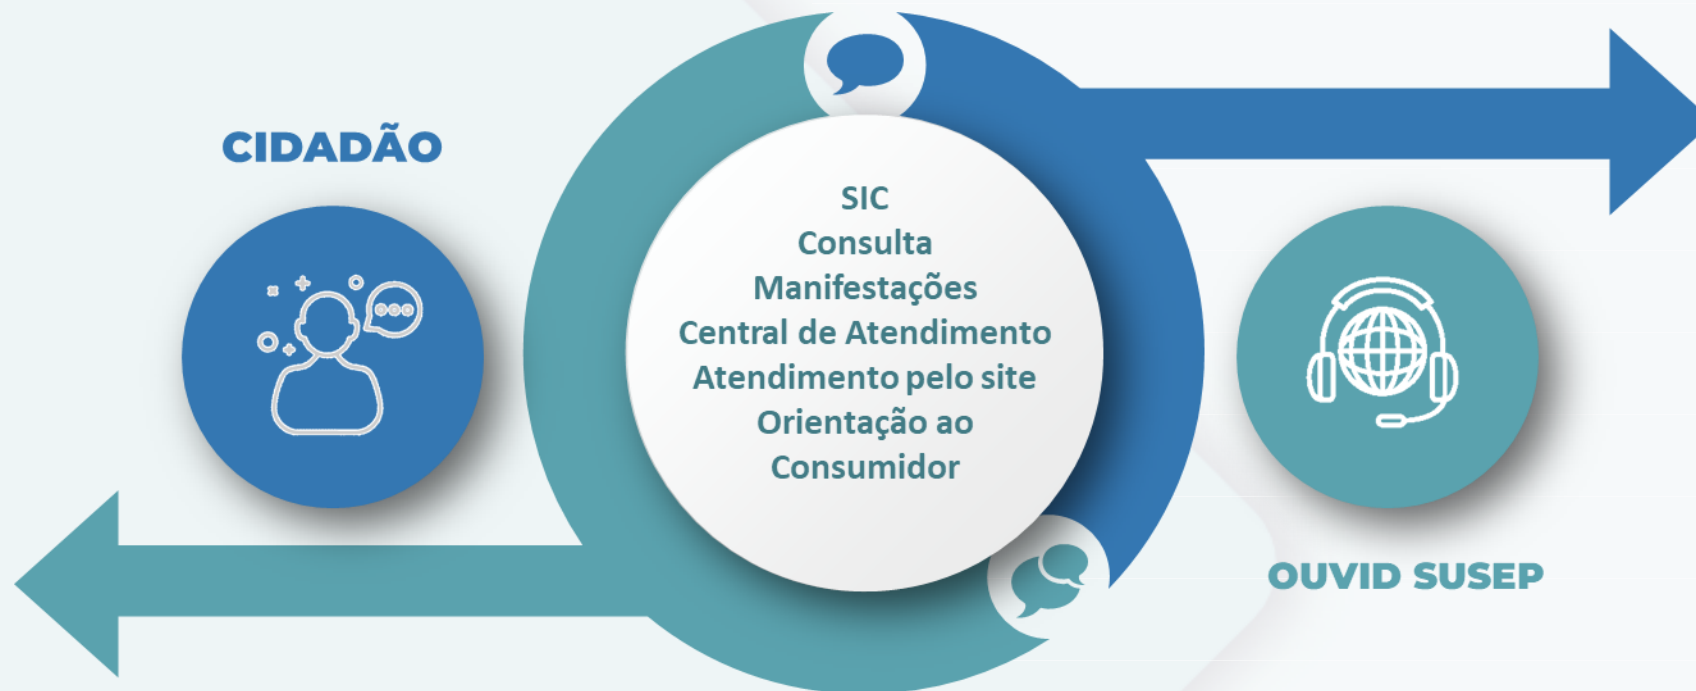 CIDADÃO
SIC
Consulta
Manifestações
Central de Atendimento
Atendimento pelo site
Orientação ao
Consumidor
OUVID SUSEP